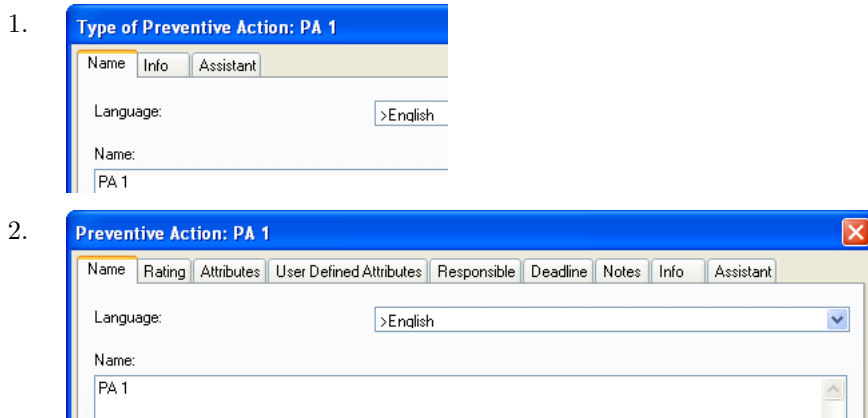 1.
Type of Preventive Action: PA 1
Name Info Assistant
Language: >English
Name:
PA 1
2.
Preventive Action: PA 1
Name Rating Attributes User Defined Attributes Responsible Deadline Notes Info Assistant
Language: >English
Name:
PA 1